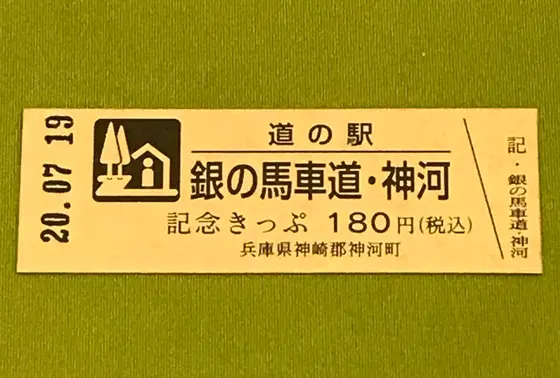 20.07 19
道の駅
銀の馬車道・神河
記念きっぷ 180円(税込)
兵庫県神崎郡神河町
記・銀の馬車道・神河